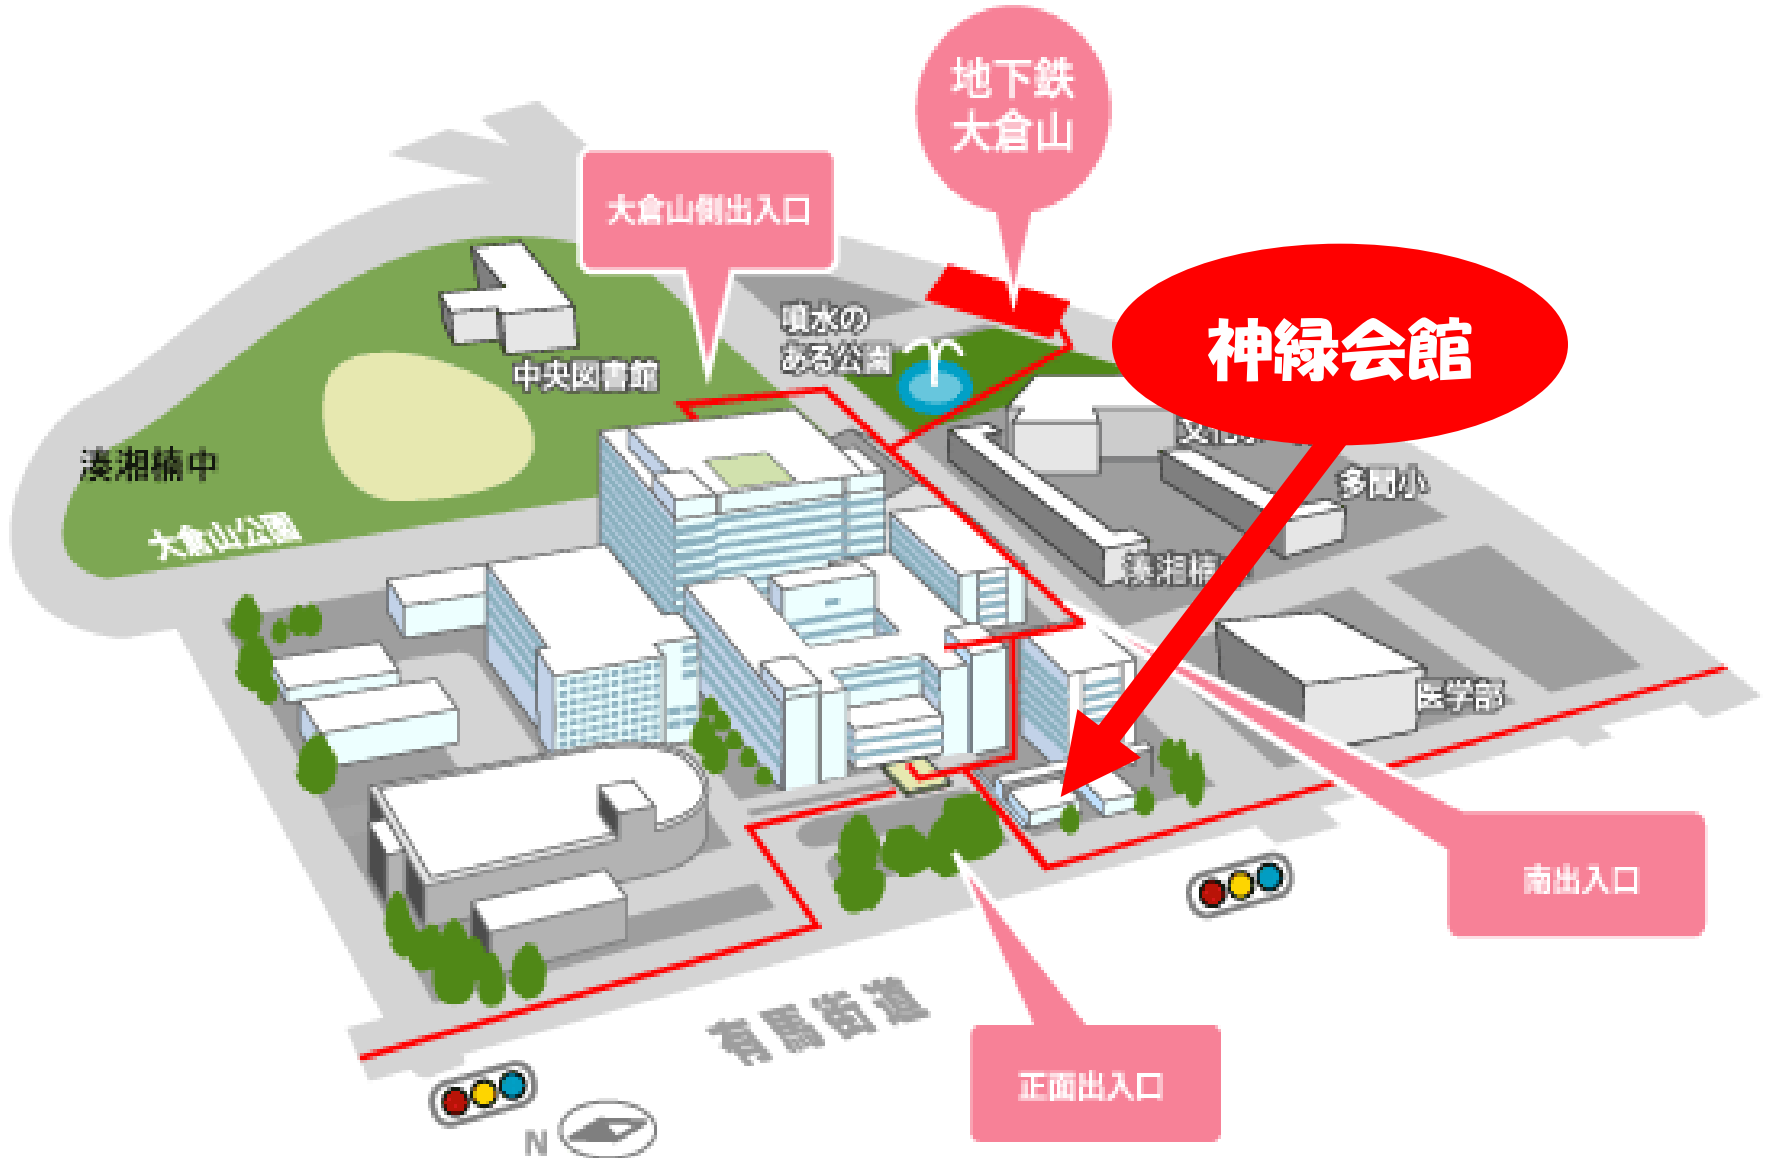 地下鉄
大倉山
大倉山側出入口
神緑会館
噴水の
ある公園
中央図書館
湊湘楠中
大倉山公園
多聞小
湊湘楠
医学部
南出入口
有馬街道
正面出入口
N